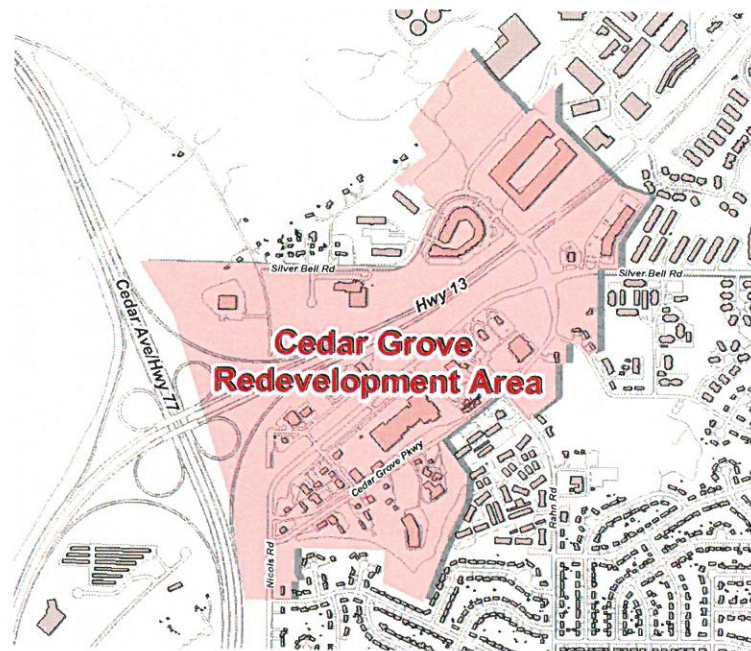 Silver Bell Rd
Silver Bell Rd
Hwy 13
Cedar Ave/Hwy 77
Cedar Grove
Redevelopment Area
Cedar Grove Pkwy
Rahn Rd
Nicols Rd